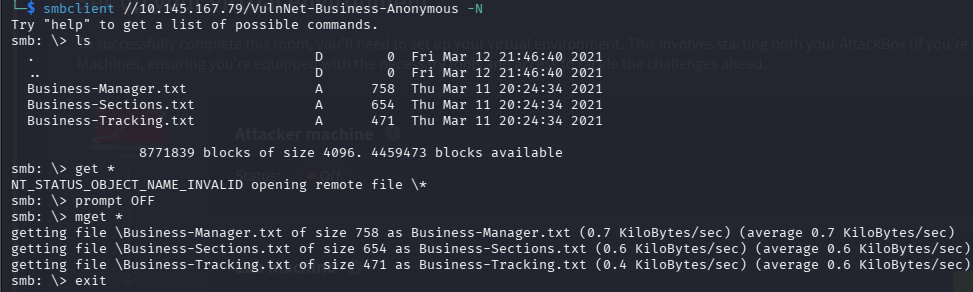 └─$ smbclient //10.145.167.79/VulnNet-Business-Anonymous -N
Try "help" to get a list of possible commands.
smb: \> ls
  .                                   D        0  Fri Mar 12 21:46:40 2021
  ..                                  D        0  Fri Mar 12 21:46:40 2021
  Business-Manager.txt                A      758  Thu Mar 11 20:24:34 2021
  Business-Sections.txt               A      654  Thu Mar 11 20:24:34 2021
  Business-Tracking.txt               A      471  Thu Mar 11 20:24:34 2021
Attacker machine
                8771839 blocks of size 4096. 4459473 blocks available
smb: \> get *
Status: Off
NT_STATUS_OBJECT_NAME_INVALID opening remote file \*
smb: \> prompt OFF
smb: \> mget *
getting file \Business-Manager.txt of size 758 as Business-Manager.txt (0.7 KiloBytes/sec) (average 0.7 KiloBytes/sec)
getting file \Business-Sections.txt of size 654 as Business-Sections.txt (0.6 KiloBytes/sec) (average 0.6 KiloBytes/sec)
getting file \Business-Tracking.txt of size 471 as Business-Tracking.txt (0.4 KiloBytes/sec) (average 0.6 KiloBytes/sec)
smb: \> exit